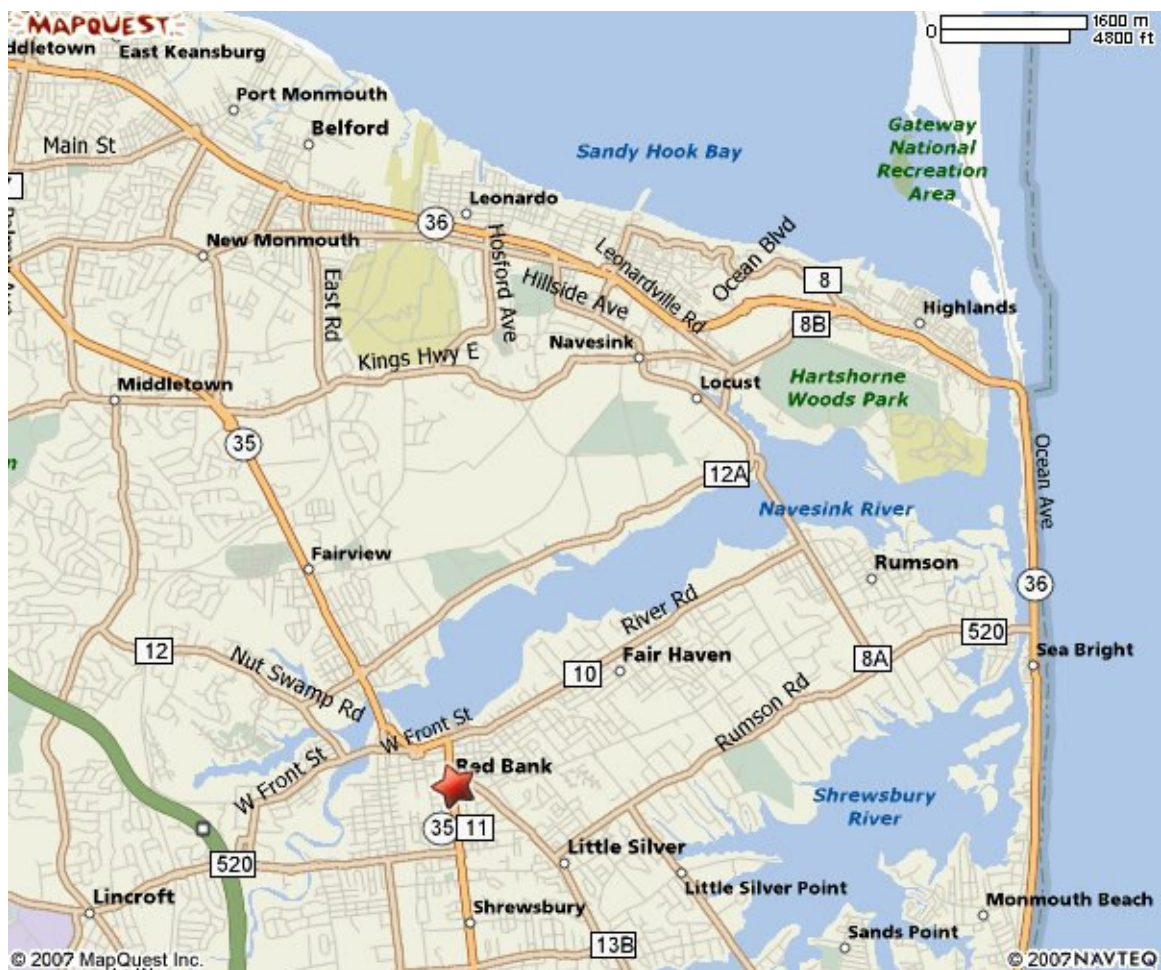 MAPQUEST
1600 m
0
4800 ft
ddletown
East Keansburg
Port Monmouth
Belford
Main St
Sandy Hook Bay
Gateway
National
Recreation
Area
Leonardo
36
New Monmouth
East Rd
Hosford Ave
Hillside Ave
Leonardville Rd
Ocean Blvd
8
8B
Highlands
Kings Hwy E
Navesink
Middletown
Locust
Hartshorne
Woods Park
35
12A
Ocean Ave
Navesink River
Fairview
Rumson
36
River Rd
12
Nut Swamp Rd
10
Fair Haven
8A
520
Sea Bright
Rumson Rd
W Front St
W Front St
Red Bank
Shrewsbury
River
35
11
520
Little Silver
Little Silver Point
Lincroft
Shrewsbury
Monmouth Beach
13B
Sands Point
© 2007 MapQuest Inc.
© 2007 NAVTEQ